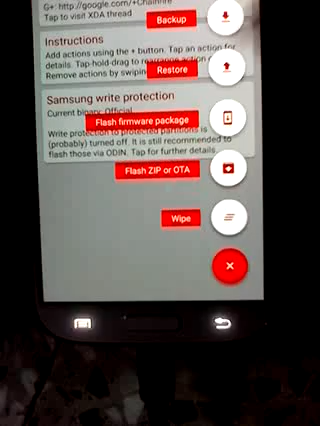 G+: http://google.com/+Chainfire
Tap to visit XDA thread
Backup
Instructions
Add actions using the + button. Tap an action for
details. Tap-hold-drag to rearrange action
Remove actions by swiping
Restore
Samsung write protection
Current binary: Official
Flash firmware package
Write protection to protected partitions is
(probably) turned off. It is still recommended to
flash those via ODIN. Tap for further details.
Flash ZIP or OTA
Wipe